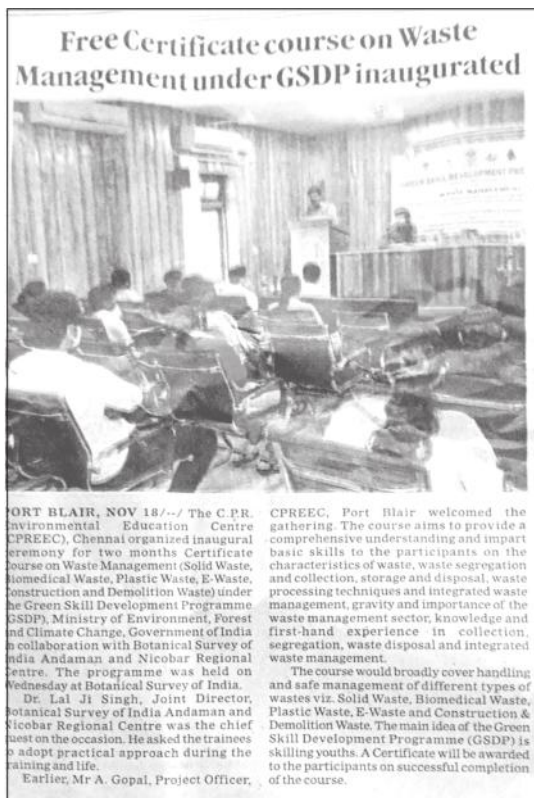 Free Certificate course on Waste
Management under GSDP inaugurated
PORT BLAIR, NOV 18/--/ The C.P.R.
Environmental Education Centre
(CPREEC), Chennai organized inaugural
ceremony for two months Certificate
Course on Waste Management (Solid Waste,
Biomedical Waste, Plastic Waste, E-Waste,
Construction and Demolition Waste) under
the Green Skill Development Programme
(GSDP), Ministry of Environment, Forest
and Climate Change, Government of India
in collaboration with Botanical Survey of
India Andaman and Nicobar Regional
Centre. The programme was held on
Wednesday at Botanical Survey of India.
Dr. Lal Ji Singh, Joint Director,
Botanical Survey of India Andaman and
Nicobar Regional Centre was the chief
guest on the occasion. He asked the trainees
to adopt practical approach during the
training and life.
Earlier, Mr A. Gopal, Project Officer,
CPREEC, Port Blair welcomed the
gathering. The course aims to provide a
comprehensive understanding and impart
basic skills to the participants on the
characteristics of waste, waste segregation
and collection, storage and disposal, waste
processing techniques and integrated waste
management, gravity and importance of the
waste management sector, knowledge and
first-hand experience in collection,
segregation, waste disposal and integrated
waste management.
The course would broadly cover handling
and safe management of different types of
wastes viz. Solid Waste, Biomedical Waste,
Plastic Waste, E-Waste and Construction &
Demolition Waste. The main idea of the Green
Skill Development Programme (GSDP) is
skilling youths. A Certificate will be awarded
to the participants on successful completion
of the course.